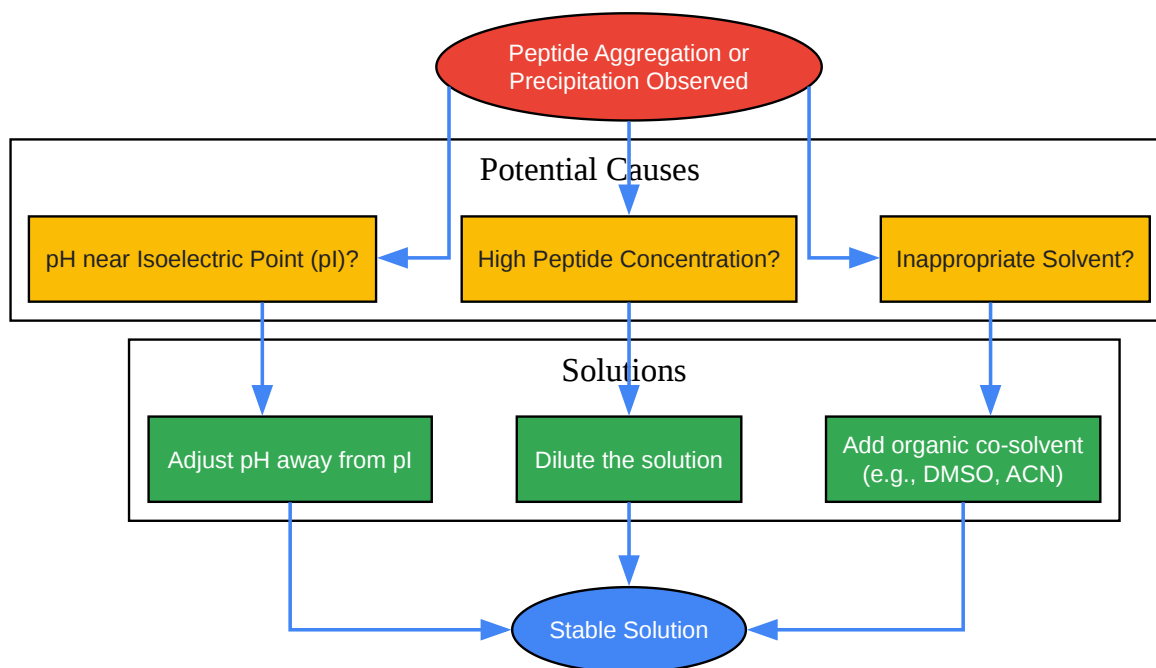 Peptide Aggregation or
Precipitation Observed
Potential Causes
pH near Isoelectric Point (pI)?
High Peptide Concentration?
Inappropriate Solvent?
Solutions
Adjust pH away from pI
Dilute the solution
Add organic co-solvent
(e.g., DMSO, ACN)
Stable Solution